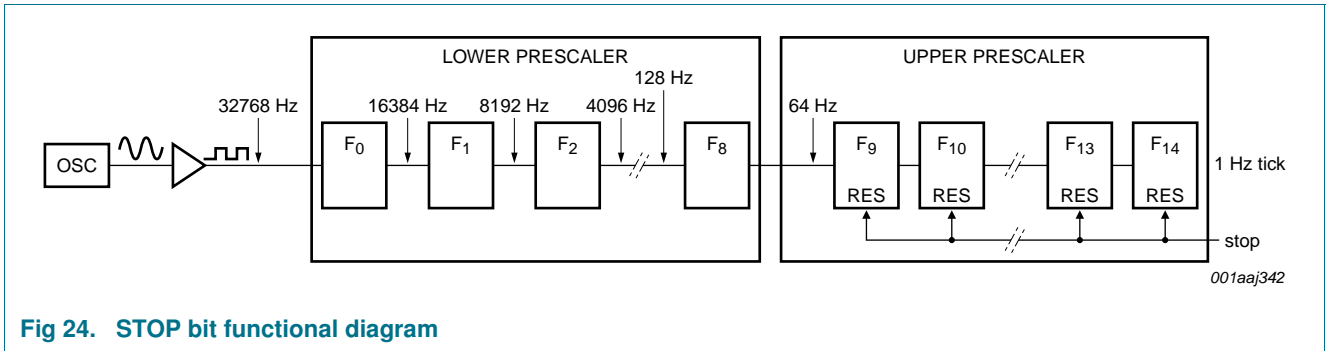 LOWER PRESCALER
UPPER PRESCALER
128 Hz
32768 Hz
16384 Hz
8192 Hz
4096 Hz
64 Hz
OSC
F0
F1
F2
F8
F9
F10
F13
F14
1 Hz tick
RES
RES
RES
RES
stop
001aaj342
Fig 24. STOP bit functional diagram